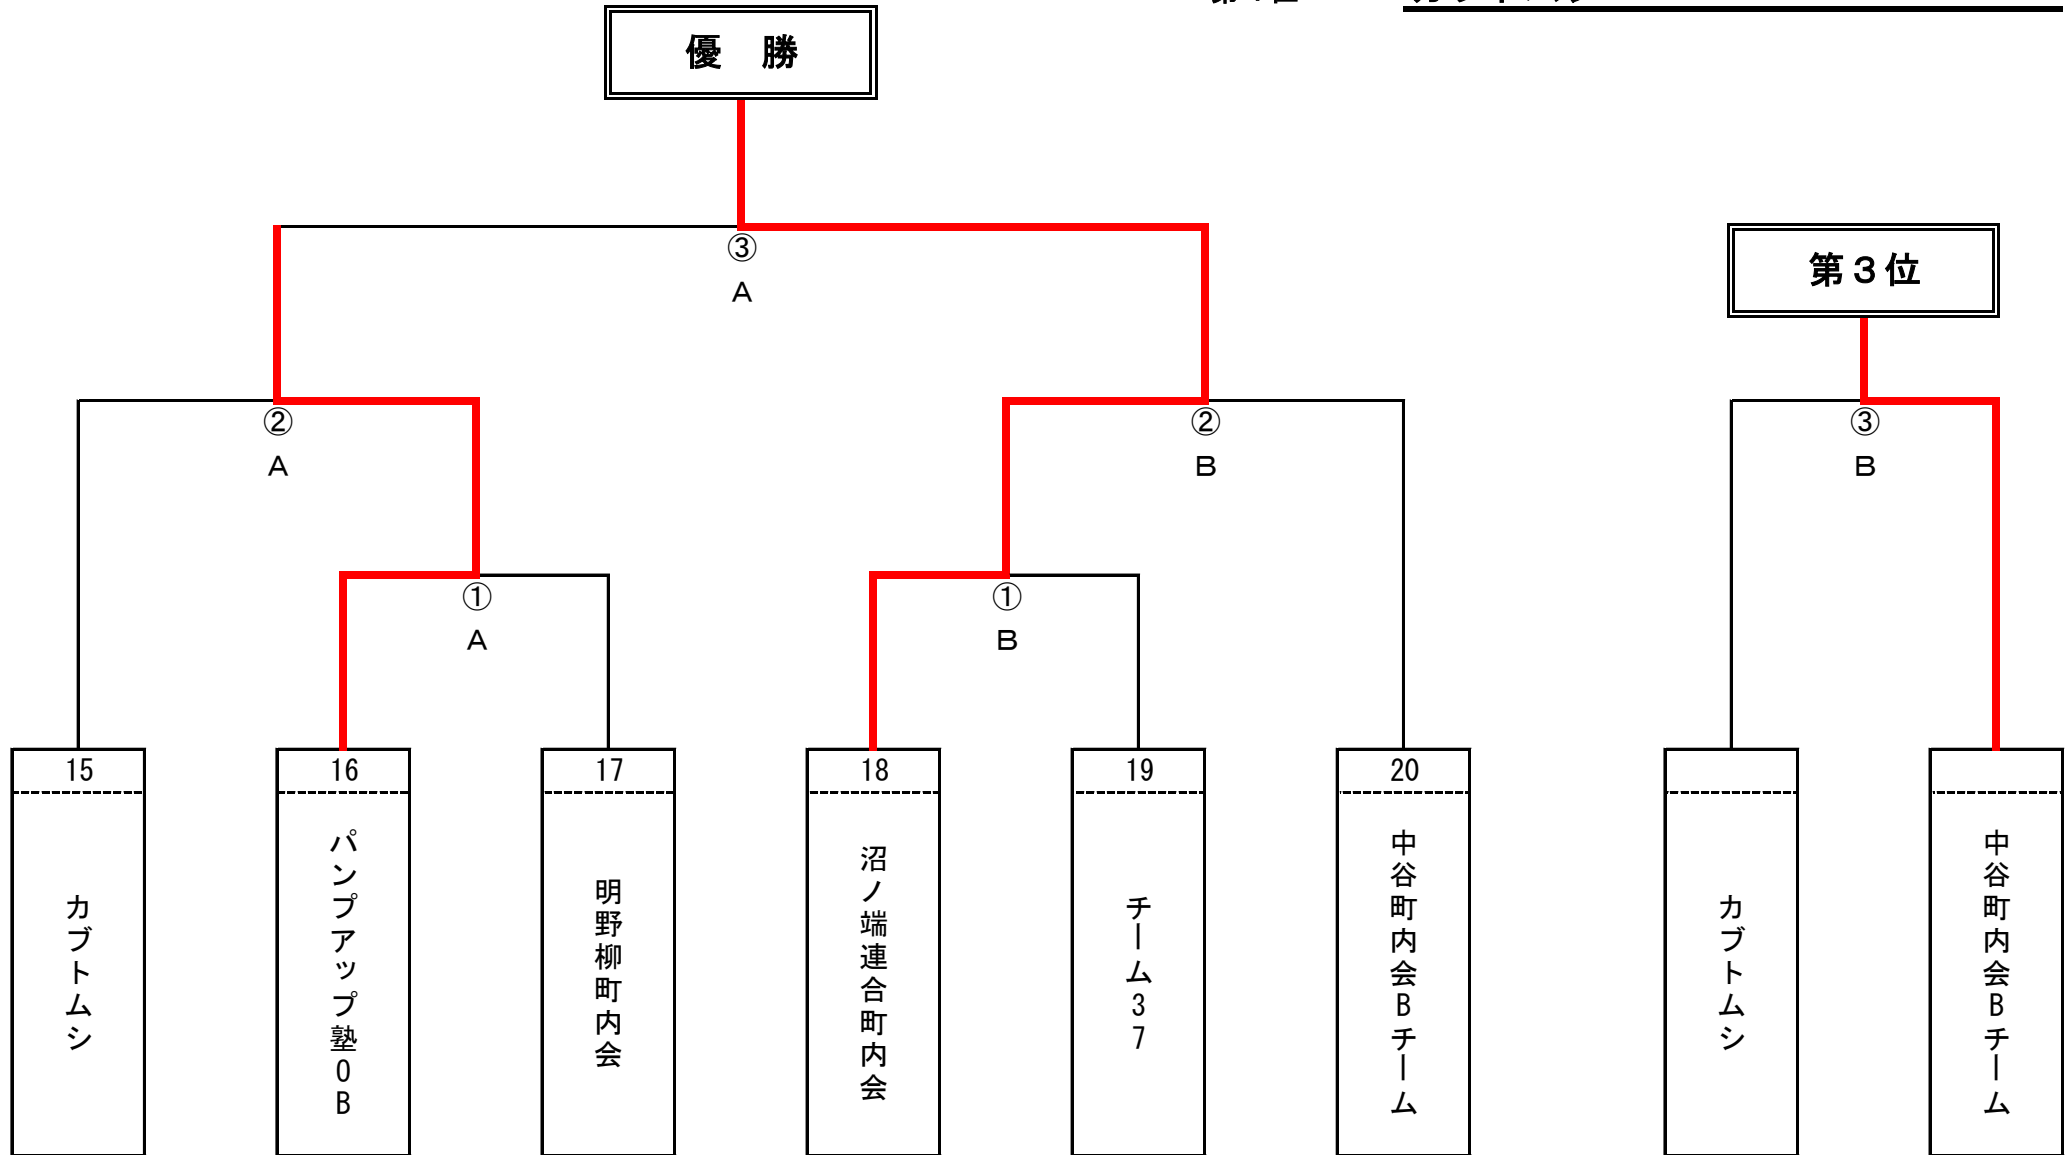 優　勝
③
A
第３位
②
A
②
B
③
B
①
A
①
B
15
16
17
18
19
20
カブトムシ
パンプアップ塾OB
明野柳町内会
沼ノ端連合町内会
チーム37
中谷町内会Bチーム
カブトムシ
中谷町内会Bチーム